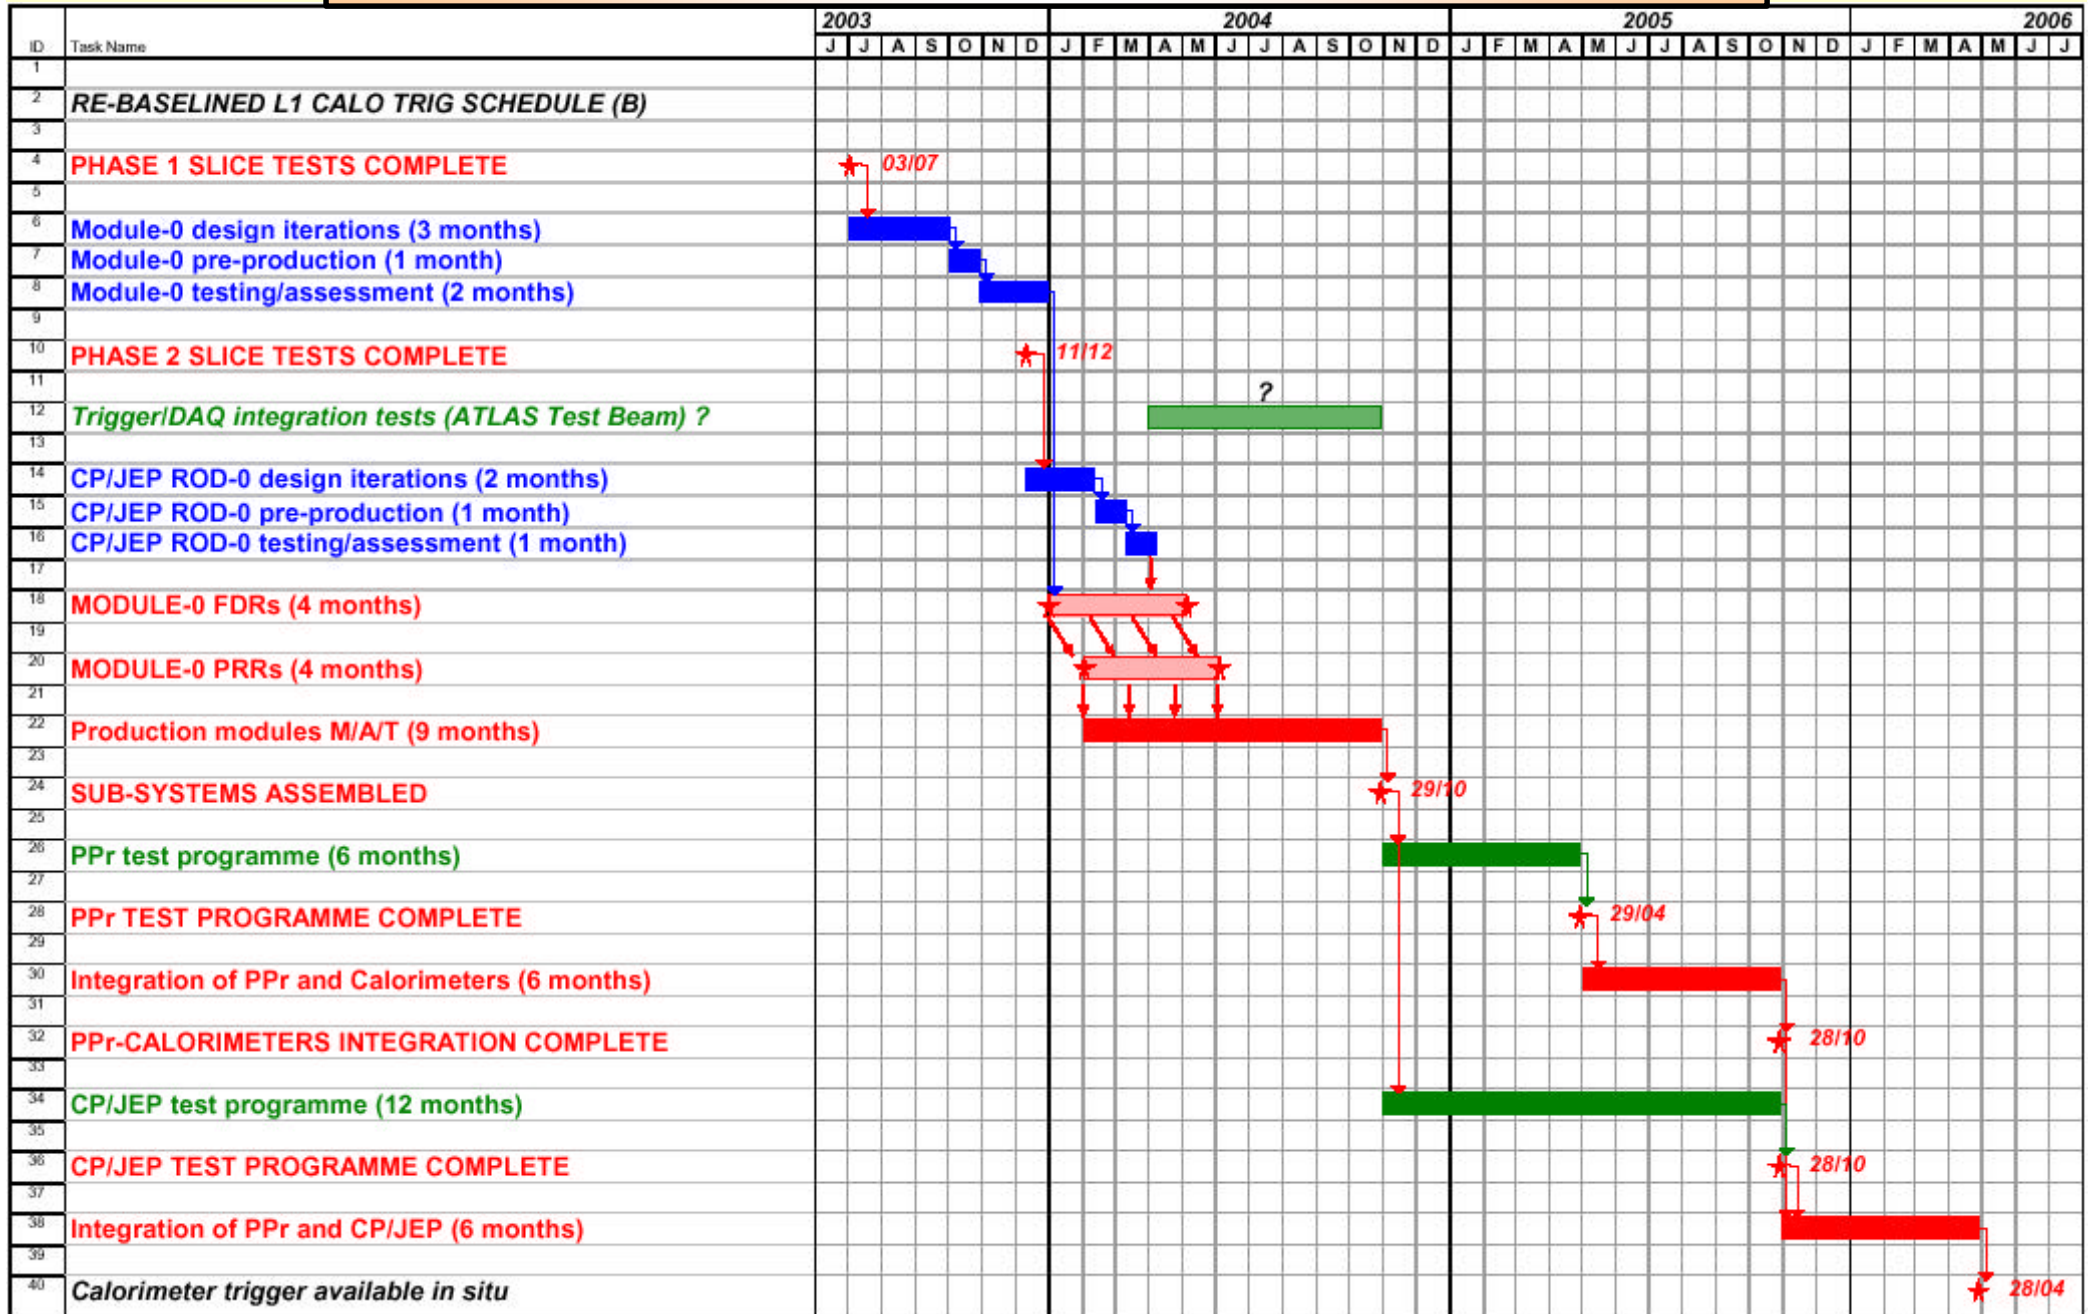 2003 2004 2005 2006
ID Task Name J J A S O N D J F M A M J J A S O N D J F M A M J J A S O N D J F M A M J J
1
2 RE-BASELINED L1 CALO TRIG SCHEDULE (B)
3
4 PHASE 1 SLICE TESTS COMPLETE 03/07
5
6 Module-0 design iterations (3 months)
7 Module-0 pre-production (1 month)
8 Module-0 testing/assessment (2 months)
9
10 PHASE 2 SLICE TESTS COMPLETE 11/12
11 ?
12 Trigger/DAQ integration tests (ATLAS Test Beam) ?
13
14 CP/JEP ROD-0 design iterations (2 months)
15 CP/JEP ROD-0 pre-production (1 month)
16 CP/JEP ROD-0 testing/assessment (1 month)
17
18 MODULE-0 FDRs (4 months)
19
20 MODULE-0 PRRs (4 months)
21
22 Production modules M/A/T (9 months)
23
24 SUB-SYSTEMS ASSEMBLED 29/10
25
26 PPr test programme (6 months)
27
28 PPr TEST PROGRAMME COMPLETE 29/04
29
30 Integration of PPr and Calorimeters (6 months)
31
32 PPr-CALORIMETERS INTEGRATION COMPLETE 28/10
33
34 CP/JEP test programme (12 months)
35
36 CP/JEP TEST PROGRAMME COMPLETE 28/10
37
38 Integration of PPr and CP/JEP (6 months)
39
40 Calorimeter trigger available in situ 28/04